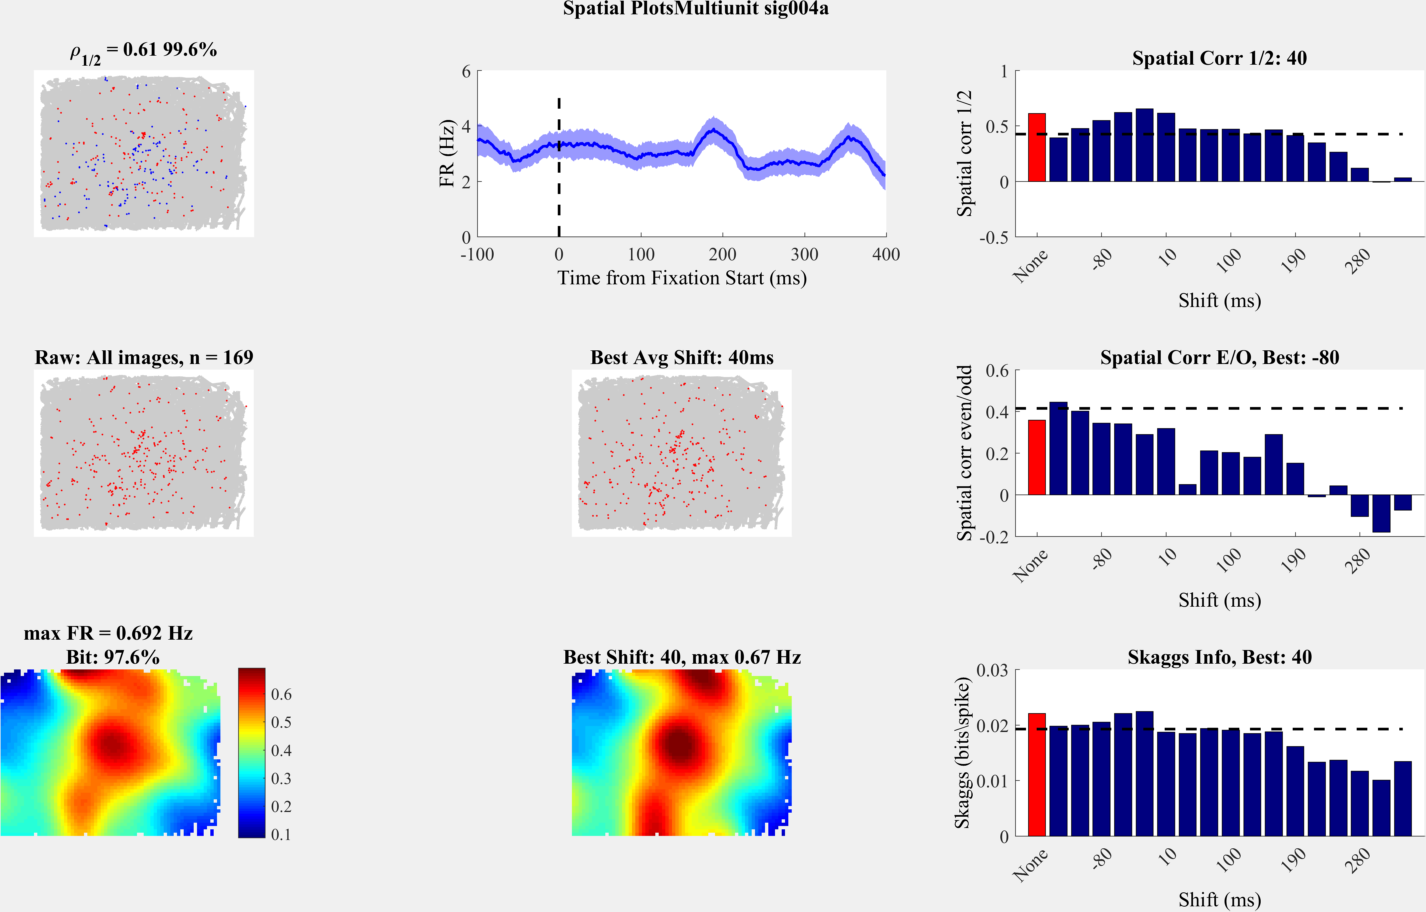 Spatial PlotsMultiunit sig004a
ρ1/2 = 0.61 99.6%
6
4
2
0
FR (Hz)
-100
0
100
200
300
400
Time from Fixation Start (ms)
Spatial Corr 1/2: 40
1
0.5
0
-0.5
Spatial corr 1/2
None
-80
10
100
190
280
Shift (ms)
Raw: All images, n = 169
Best Avg Shift: 40ms
Spatial Corr E/O, Best: -80
0.6
0.4
0.2
0
-0.2
Spatial corr even/odd
None
-80
10
100
190
280
Shift (ms)
max FR = 0.692 Hz
Bit: 97.6%
0.6
0.5
0.4
0.3
0.2
0.1
Best Shift: 40, max 0.67 Hz
Skaggs Info, Best: 40
0.03
0.02
0.01
0
Skaggs (bits\spike)
None
-80
10
100
190
280
Shift (ms)